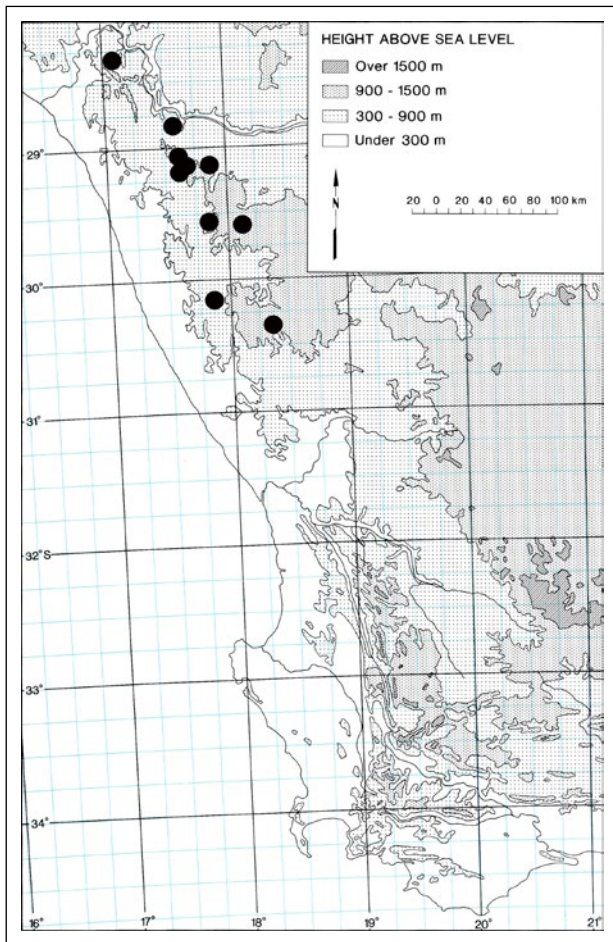 HEIGHT ABOVE SEA LEVEL
Over 1500 m
900 - 1500 m
300 - 900 m
Under 300 m
N
20 0 20 40 60 80 100 km
29°
30°
31°
32°S
33°
34°
16° 17° 18° 19° 20° 21°